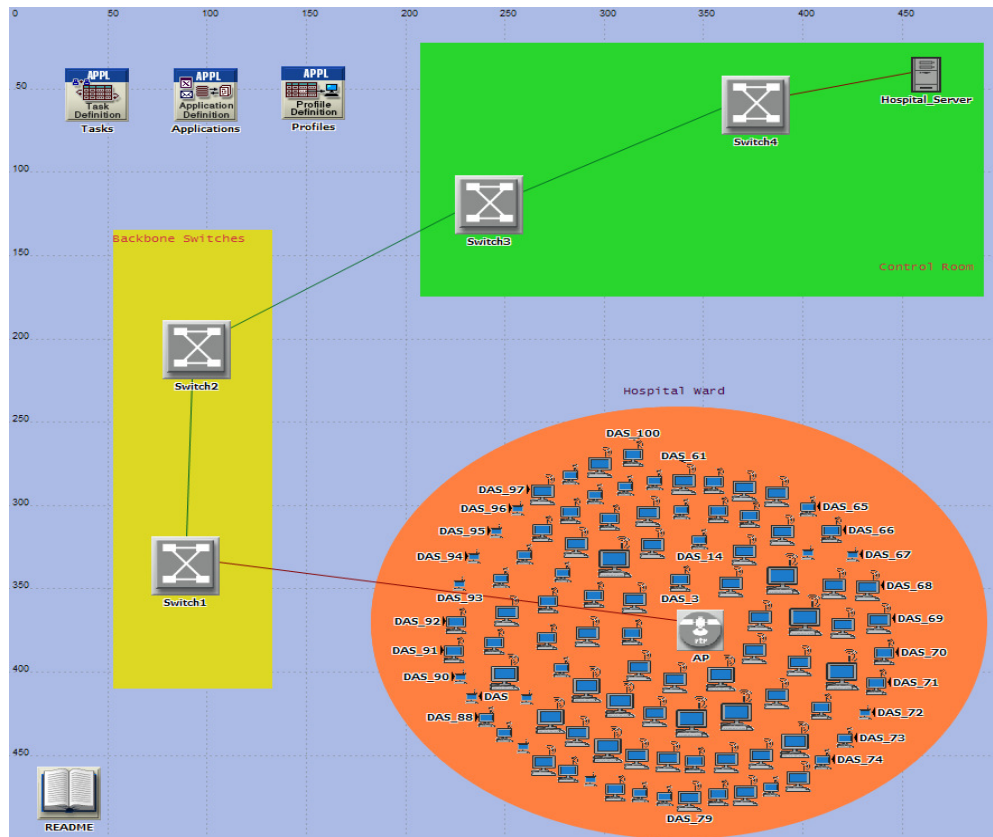 0 50 100 150 200 250 300 350 400 450
50
100
150
200
250
300
350
400
450
APPL
Task
Definition
Tasks
APPL
Application
Definition
Applications
APPL
Profile
Definition
Profiles
Hospital_Server
Switch4
Switch3
Control Room
Backbone Switches
Switch2
Switch1
Hospital Ward
DAS_100
DAS_61
DAS_97
DAS_96
DAS_65
DAS_95
DAS_66
DAS_94
DAS_14
DAS_67
DAS_93
DAS_3
DAS_68
DAS_92
DAS_69
AP
DAS_91
DAS_70
DAS_90
DAS_71
DAS
DAS_88
DAS_72
DAS_73
DAS_74
DAS_79
README